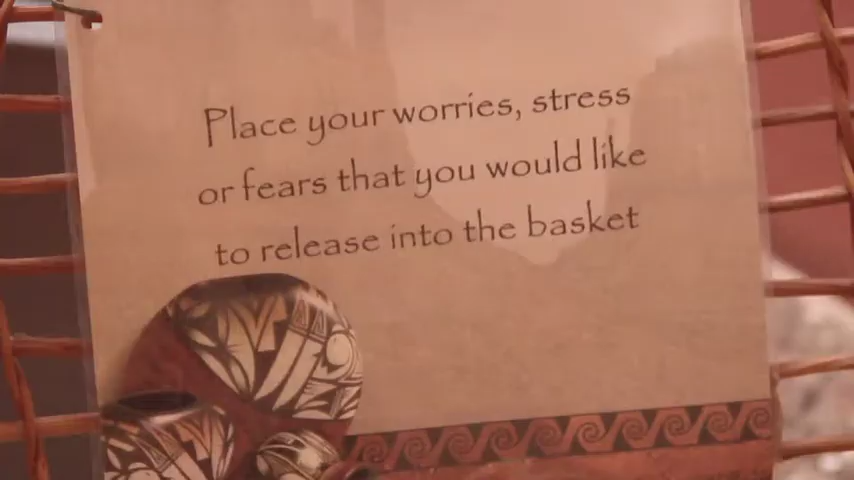 Place your worries, stress
or fears that you would like
to release into the basket